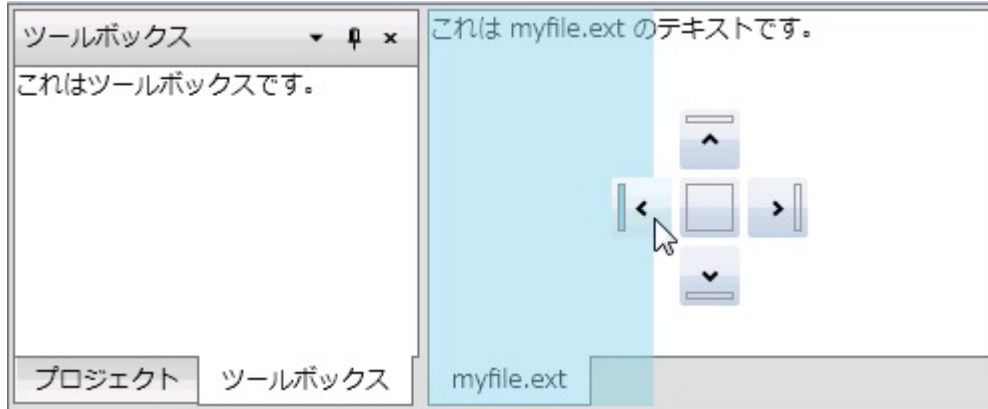 ツールボックス
これはツールボックスです。
プロジェクト
ツールボックス
これは myfile.ext のテキストです。
myfile.ext